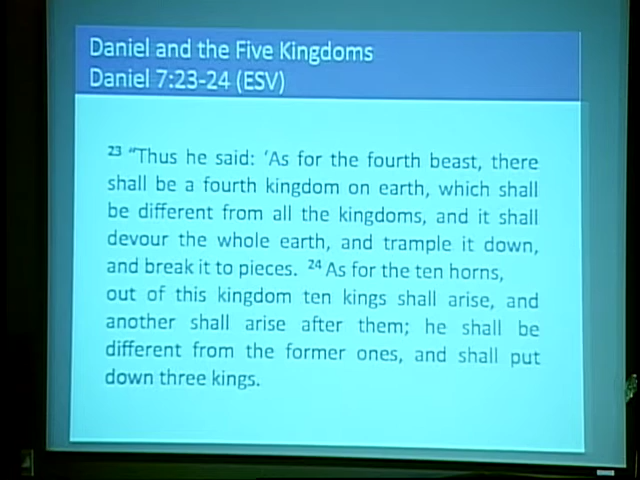 Daniel and the Five Kingdoms
Daniel 7:23-24 (ESV)
23 “Thus he said: ‘As for the fourth beast, there
shall be a fourth kingdom on earth, which shall
be different from all the kingdoms, and it shall
devour the whole earth, and trample it down,
and break it to pieces. 24 As for the ten horns,
out of this kingdom ten kings shall arise, and
another shall arise after them; he shall be
different from the former ones, and shall put
down three kings.